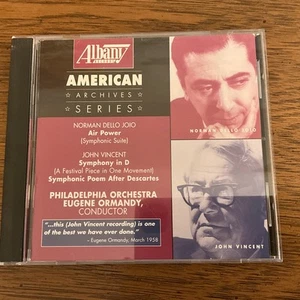 Albany
RECORDS
AMERICAN
ARCHIVES
SERIES
NORMAN DELLO JOIO
Air Power
[Symphonic Suite]
JOHN VINCENT
Symphony in D
[A Festival Piece in One Movement]
Symphonic Poem After Descartes
PHILADELPHIA ORCHESTRA
EUGENE ORMANDY,
CONDUCTOR
"...this (John Vincent recording) is one
of the best we have ever done."
– Eugene Ormandy, March 1958
NORMAN DELLO JOIO
JOHN VINCENT